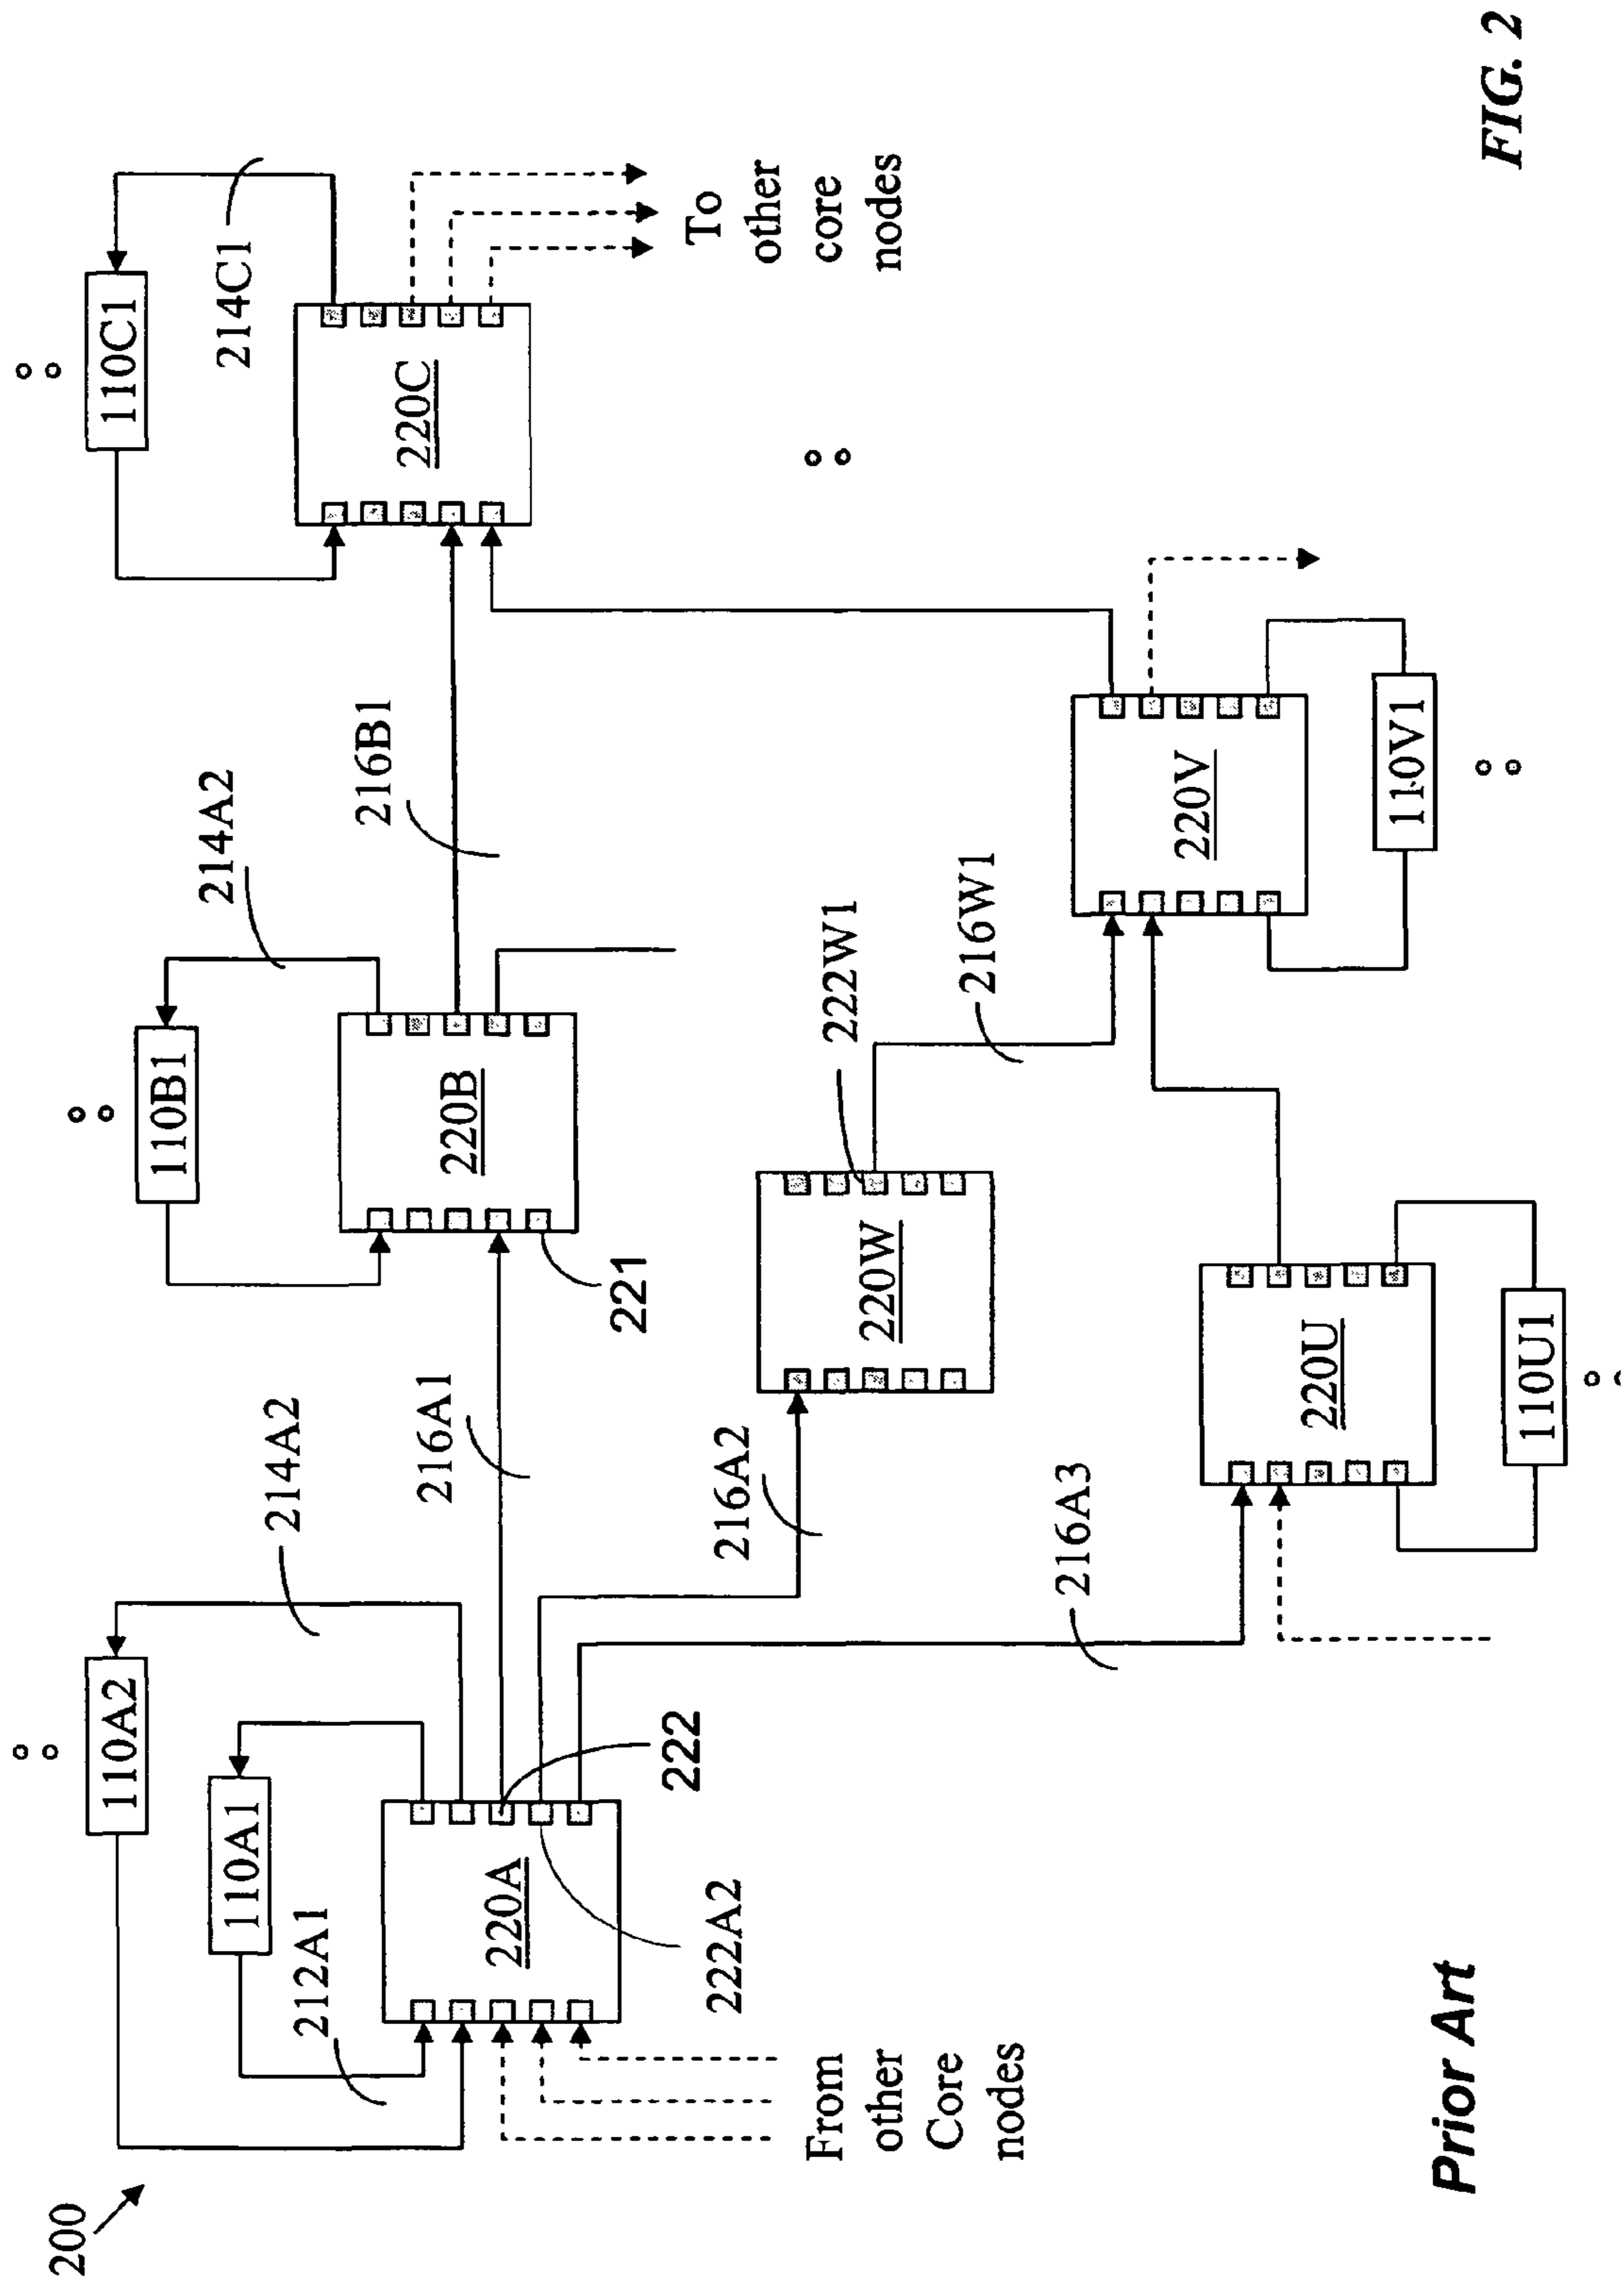 200
110A2
110B1
110C1
110A1
212A1
214A2
214A2
214C1
220A
222
222A2
216A1
220B
221
216B1
220C
To
other
core
nodes
From
other
Core
nodes
216A2
220W
222W1
216W1
216A3
220U
110U1
220V
110V1
Prior Art
FIG. 2